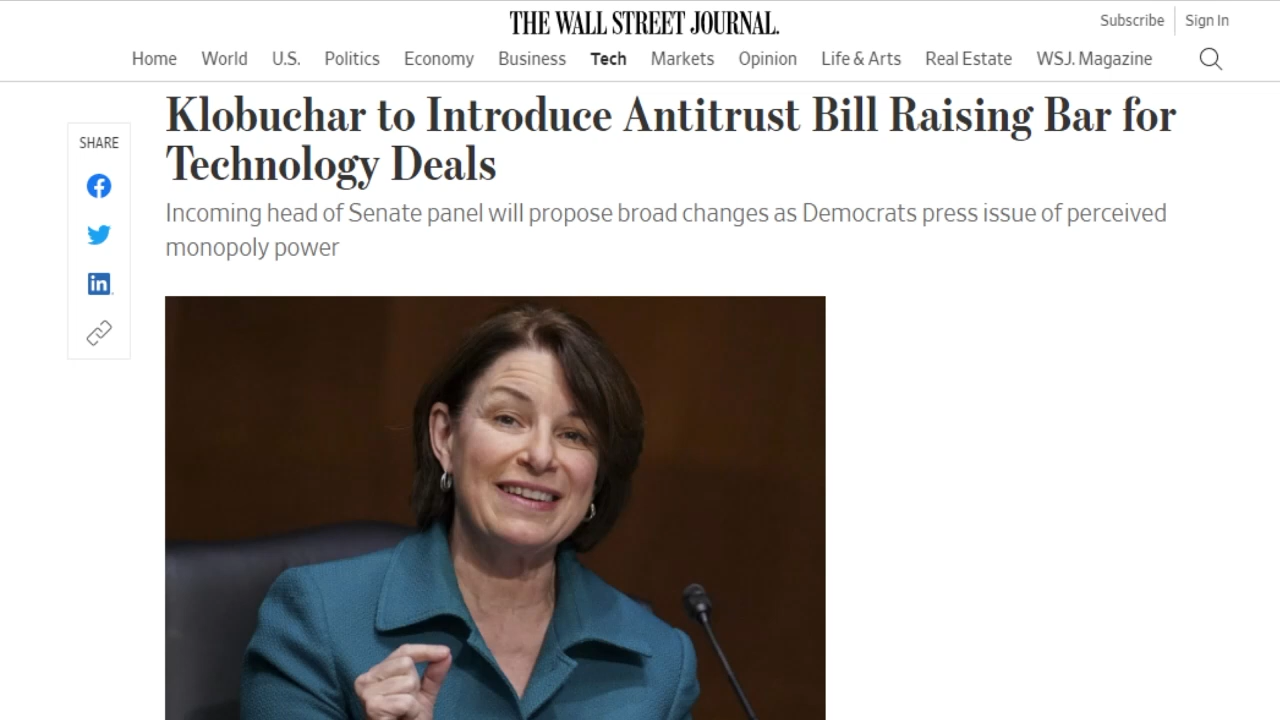 THE WALL STREET JOURNAL.
Subscribe Sign In
Home World U.S. Politics Economy Business Tech Markets Opinion Life & Arts Real Estate WSJ. Magazine
Klobuchar to Introduce Antitrust Bill Raising Bar for
Technology Deals
SHARE
Incoming head of Senate panel will propose broad changes as Democrats press issue of perceived
monopoly power
in